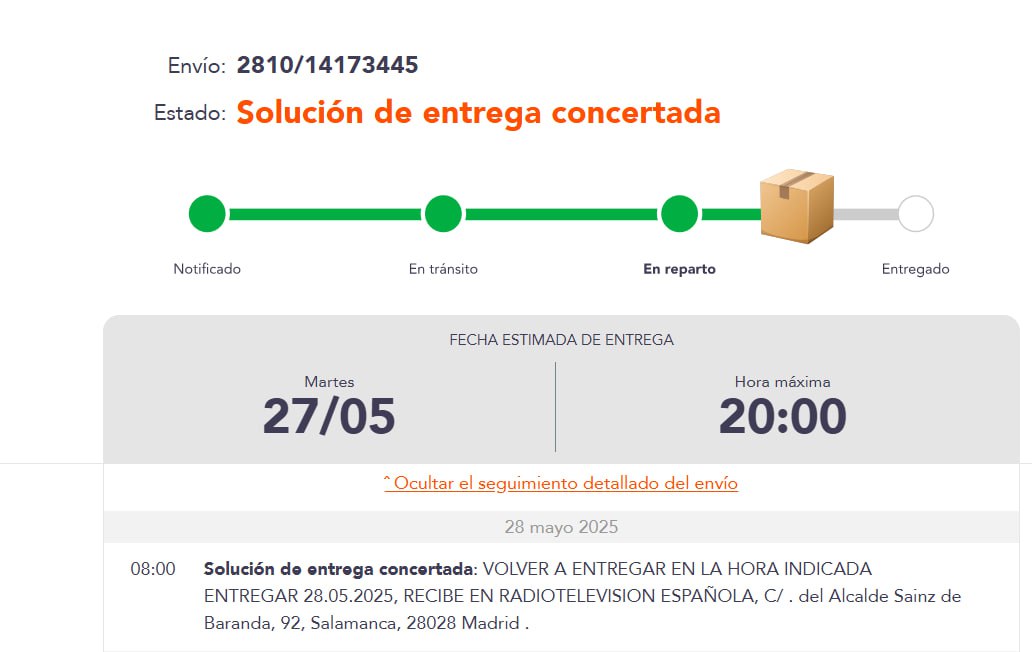 Envío: 2810/14173445
Estado: Solución de entrega concertada
Notificado En tránsito En reparto Entregado
FECHA ESTIMADA DE ENTREGA
Martes Hora máxima
27/05 20:00
ˆ Ocultar el seguimiento detallado del envío
28 mayo 2025
08:00 Solución de entrega concertada: VOLVER A ENTREGAR EN LA HORA INDICADA
ENTREGAR 28.05.2025, RECIBE EN RADIOTELEVISION ESPAÑOLA, C/ . del Alcalde Sainz de
Baranda, 92, Salamanca, 28028 Madrid .